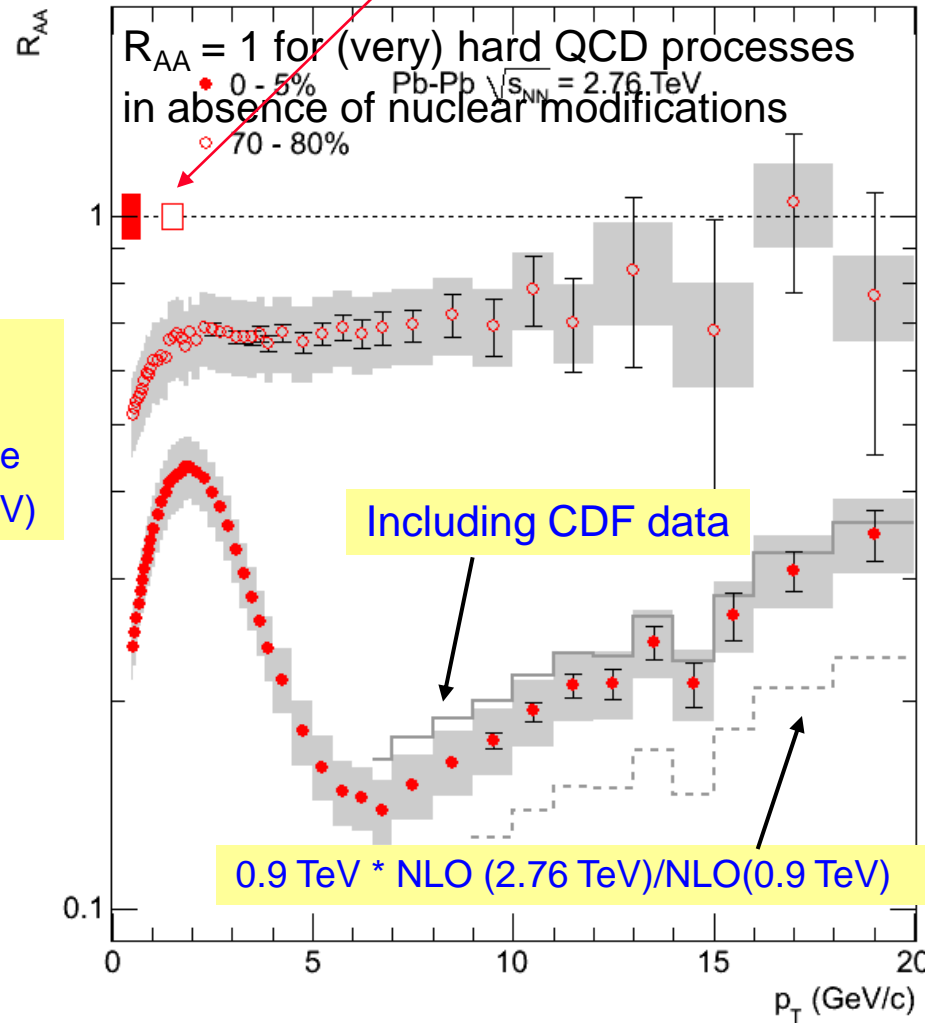 R_AA
R_AA = 1 for (very) hard QCD processes
0 - 5% Pb-Pb √s_NN = 2.76 TeV
in absence of nuclear modifications
70 - 80%
1
e
V)
Including CDF data
0.9 TeV * NLO (2.76 TeV)/NLO(0.9 TeV)
0.1
0 5 10 15 20
p_T (GeV/c)